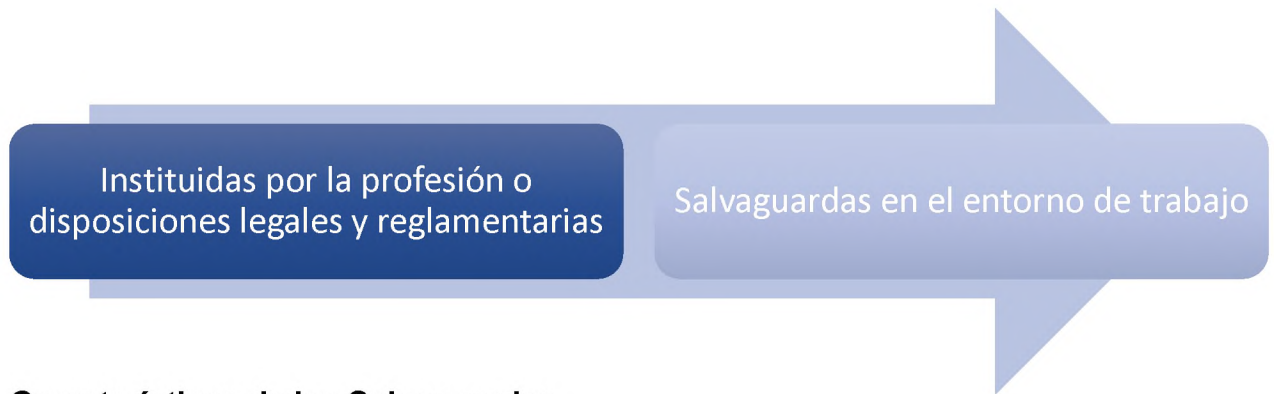 Instituidas por la profesión o
disposiciones legales y reglamentarias
Salvaguardas en el entorno de trabajo